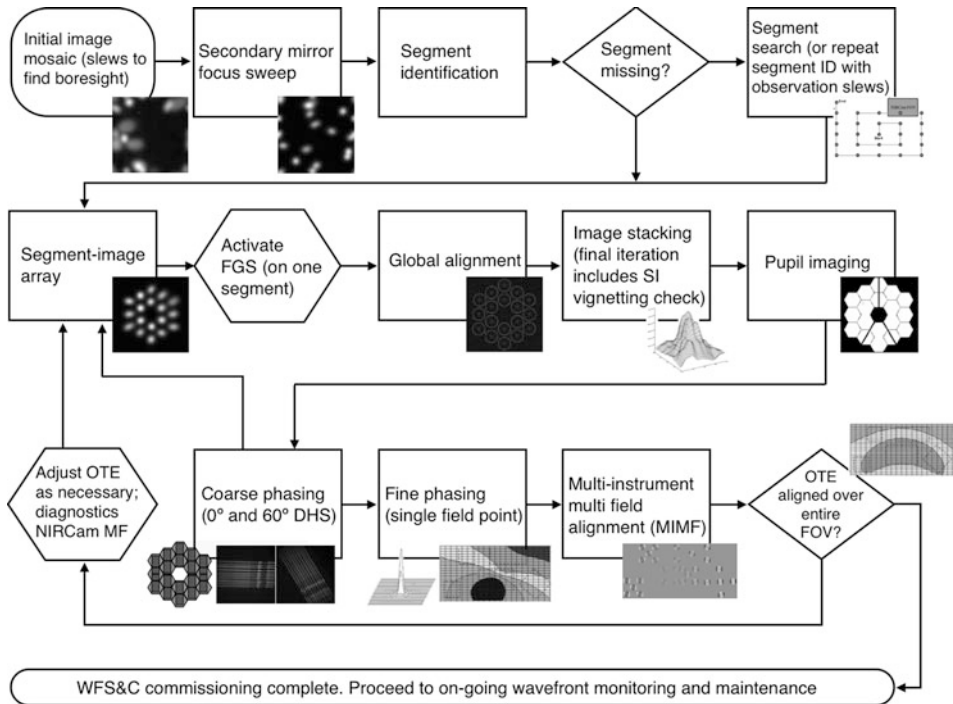 Initial image
mosaic (slews to
find boresight)
Secondary mirror
focus sweep
Segment
identification
Segment
missing?
Segment
search (or repeat
segment ID with
observation slews)
Segment-image
array
Activate
FGS (on one
segment)
Global alignment
Image stacking
(final iteration
includes SI
vignetting check)
Pupil imaging
Adjust OTE
as necessary;
diagnostics
NIRCam MF
Coarse phasing
(0° and 60° DHS)
Fine phasing
(single field point)
Multi-instrument
multi field
alignment (MIMF)
OTE
aligned over
entire
FOV?
WFS&C commissioning complete. Proceed to on-going wavefront monitoring and maintenance